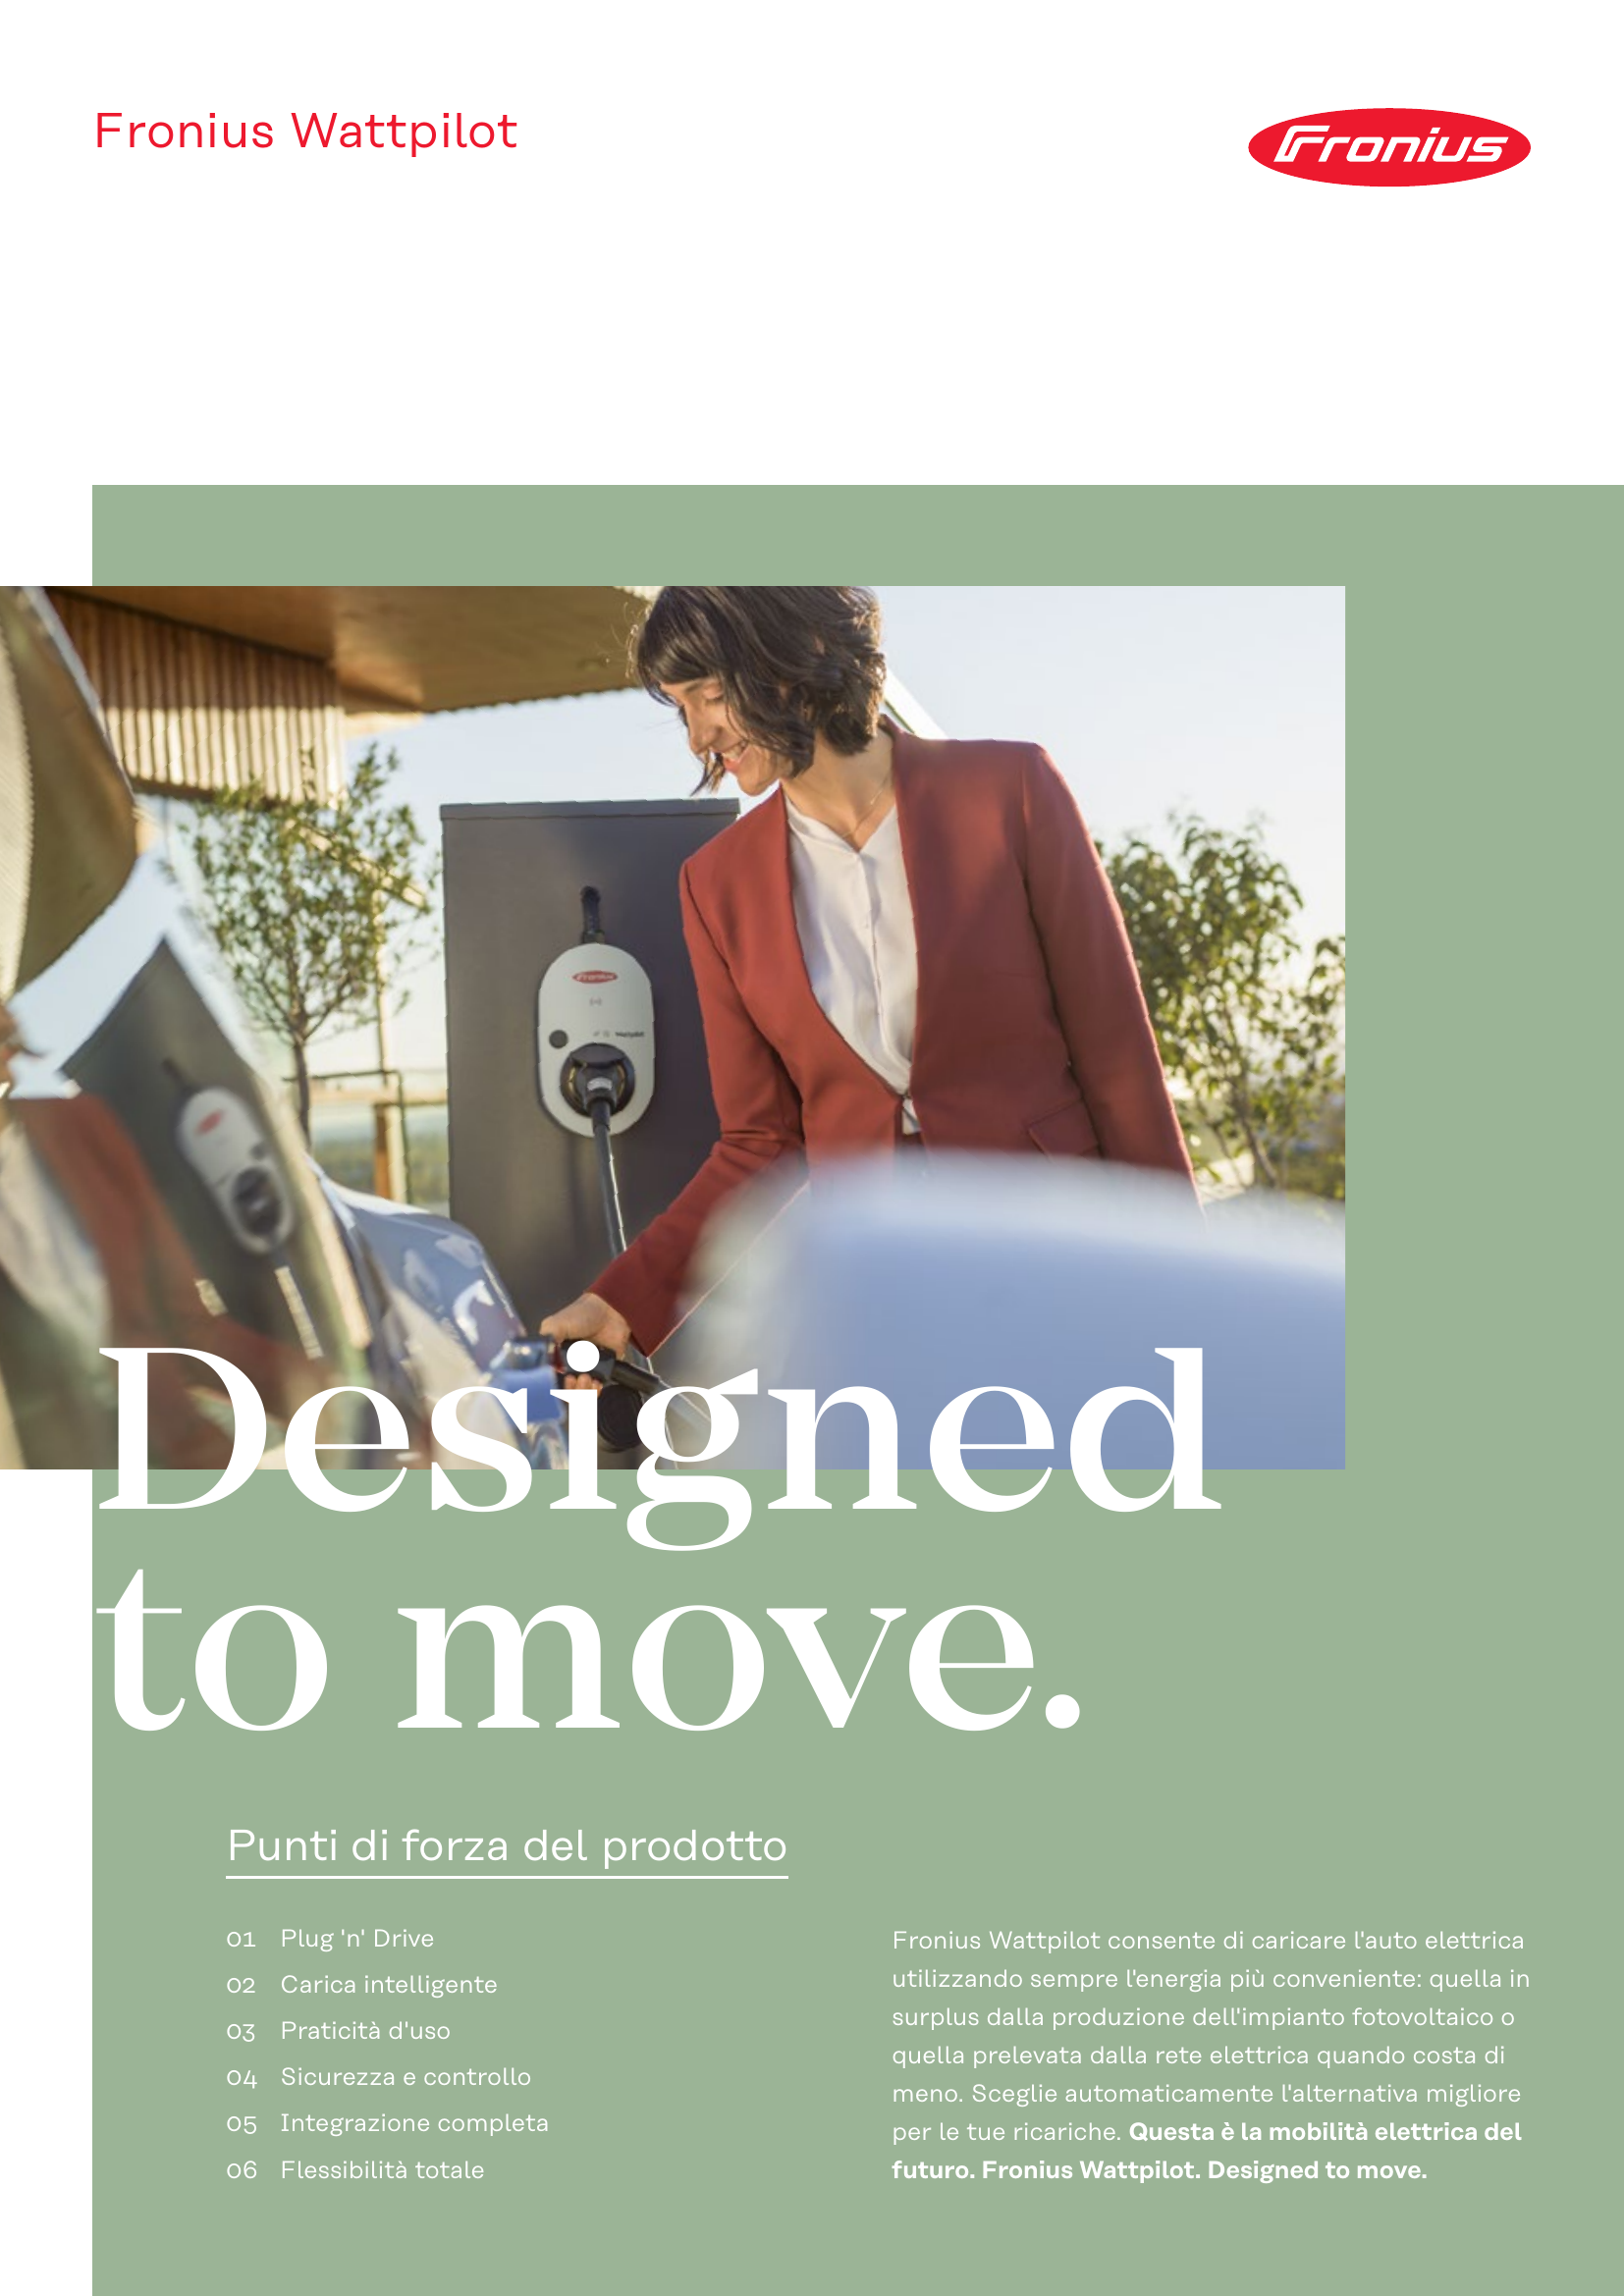 Fronius Wattpilot
Fronius
Fronius
Wattpilot
Designed
to move.
Punti di forza del prodotto
01 Plug 'n' Drive
02 Carica intelligente
03 Praticità d'uso
04 Sicurezza e controllo
05 Integrazione completa
06 Flessibilità totale
Fronius Wattpilot consente di caricare l'auto elettrica
utilizzando sempre l'energia più conveniente: quella in
surplus dalla produzione dell'impianto fotovoltaico o
quella prelevata dalla rete elettrica quando costa di
meno. Sceglie automaticamente l'alternativa migliore
per le tue ricariche. Questa è la mobilità elettrica del
futuro. Fronius Wattpilot. Designed to move.